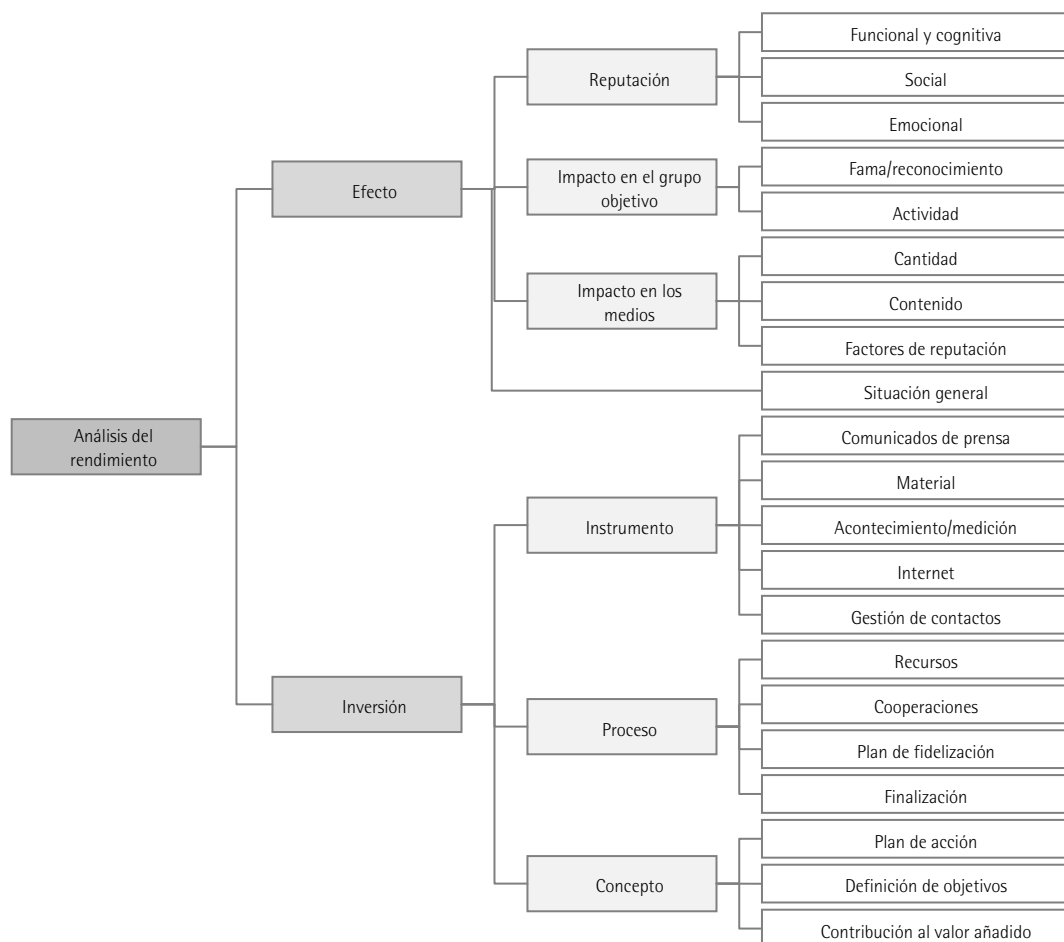 Funcional y cognitiva
Reputación
Social
Emocional
Efecto
Impacto en el grupo
objetivo
Fama/reconocimiento
Actividad
Impacto en los
medios
Cantidad
Contenido
Factores de reputación
Situación general
Análisis del
rendimiento
Comunicados de prensa
Material
Instrumento
Acontecimiento/medición
Internet
Gestión de contactos
Inversión
Recursos
Proceso
Cooperaciones
Plan de fidelización
Finalización
Plan de acción
Concepto
Definición de objetivos
Contribución al valor añadido